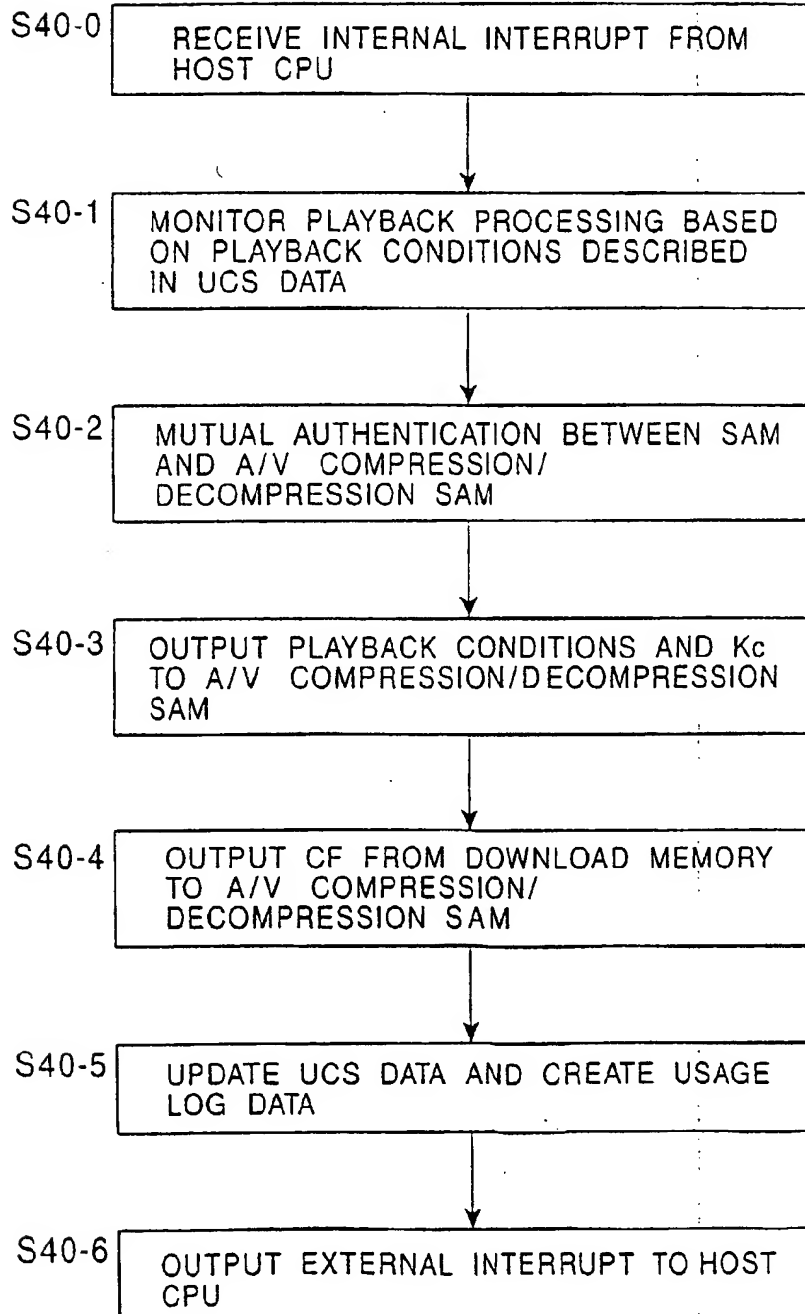 S40-0
RECEIVE INTERNAL INTERRUPT FROM
HOST CPU
S40-1
MONITOR PLAYBACK PROCESSING BASED
ON PLAYBACK CONDITIONS DESCRIBED
IN UCS DATA
S40-2
MUTUAL AUTHENTICATION BETWEEN SAM
AND A/V COMPRESSION/
DECOMPRESSION SAM
S40-3
OUTPUT PLAYBACK CONDITIONS AND Kc
TO A/V COMPRESSION/DECOMPRESSION
SAM
S40-4
OUTPUT CF FROM DOWNLOAD MEMORY
TO A/V COMPRESSION/
DECOMPRESSION SAM
S40-5
UPDATE UCS DATA AND CREATE USAGE
LOG DATA
S40-6
OUTPUT EXTERNAL INTERRUPT TO HOST
CPU